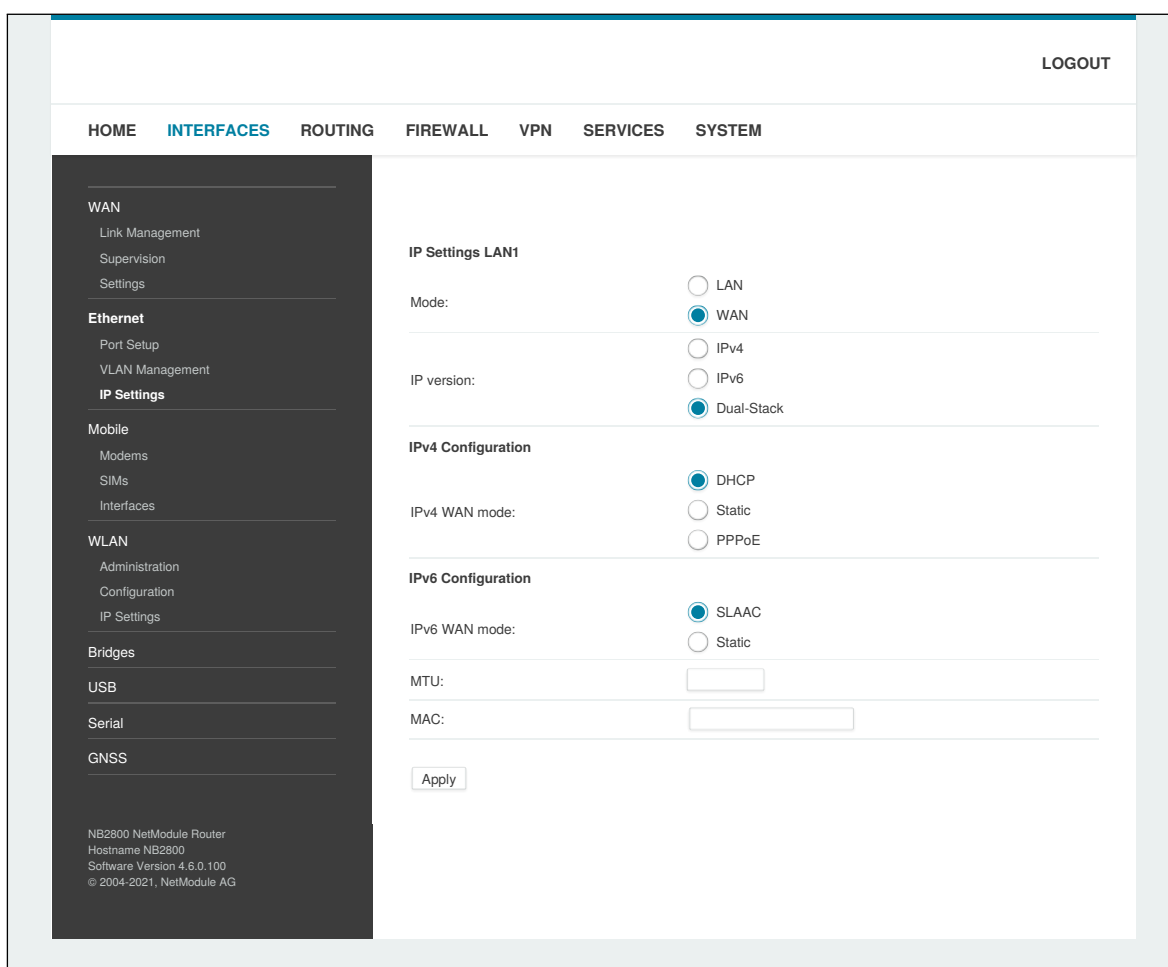 LOGOUT
HOME INTERFACES ROUTING FIREWALL VPN SERVICES SYSTEM
WAN
Link Management
Supervision
Settings
Ethernet
Port Setup
VLAN Management
IP Settings
Mobile
Modems
SIMs
Interfaces
WLAN
Administration
Configuration
IP Settings
Bridges
USB
Serial
GNSS
NB2800 NetModule Router
Hostname NB2800
Software Version 4.6.0.100
© 2004-2021, NetModule AG
IP Settings LAN1
Mode:
LAN
WAN
IP version:
IPv4
IPv6
Dual-Stack
IPv4 Configuration
IPv4 WAN mode:
DHCP
Static
PPPoE
IPv6 Configuration
IPv6 WAN mode:
SLAAC
Static
MTU:
MAC:
Apply